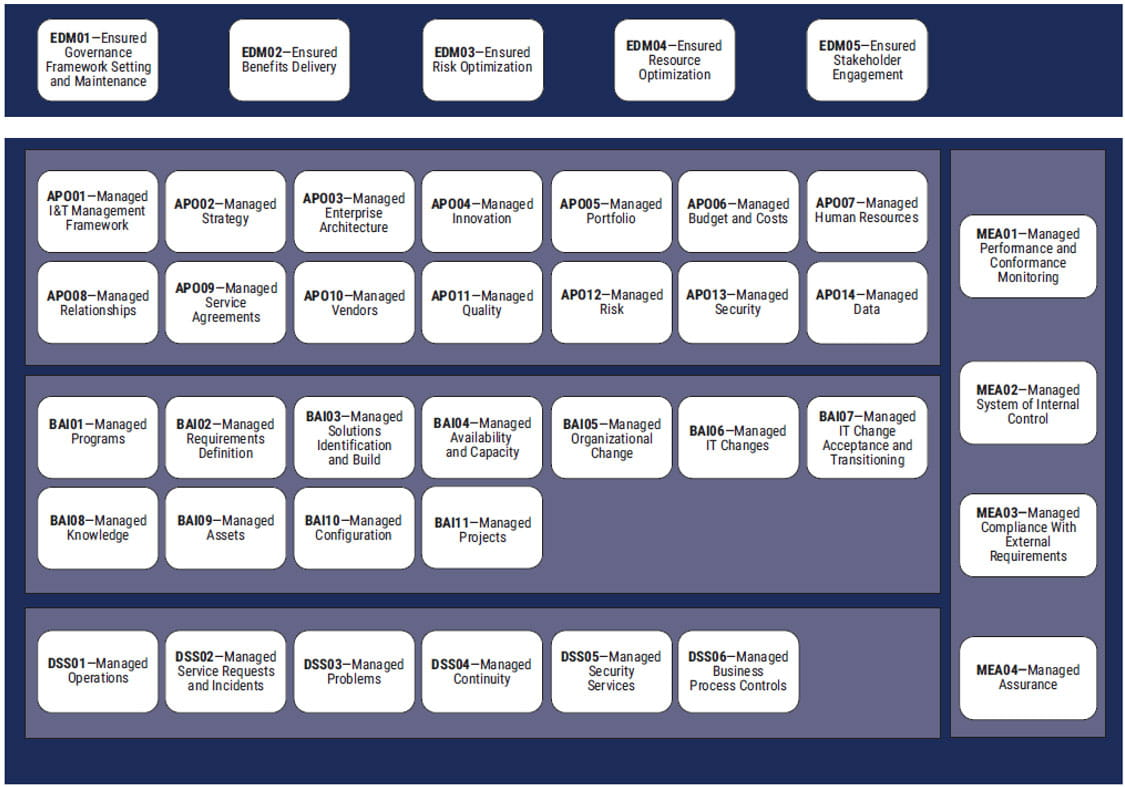 EDM01—Ensured
Governance
Framework Setting
and Maintenance
EDM02—Ensured
Benefits Delivery
EDM03—Ensured
Risk Optimization
EDM04—Ensured
Resource
Optimization
EDM05—Ensured
Stakeholder
Engagement
APO01—Managed
I&T Management
Framework
APO02—Managed
Strategy
APO03—Managed
Enterprise
Architecture
APO04—Managed
Innovation
APO05—Managed
Portfolio
APO06—Managed
Budget and Costs
APO07—Managed
Human Resources
APO08—Managed
Relationships
APO09—Managed
Service
Agreements
APO10—Managed
Vendors
APO11—Managed
Quality
APO12—Managed
Risk
APO13—Managed
Security
APO14—Managed
Data
BAI01—Managed
Programs
BAI02—Managed
Requirements
Definition
BAI03—Managed
Solutions
Identification
and Build
BAI04—Managed
Availability
and Capacity
BAI05—Managed
Organizational
Change
BAI06—Managed
IT Changes
BAI07—Managed
IT Change
Acceptance and
Transitioning
BAI08—Managed
Knowledge
BAI09—Managed
Assets
BAI10—Managed
Configuration
BAI11—Managed
Projects
DSS01—Managed
Operations
DSS02—Managed
Service Requests
and Incidents
DSS03—Managed
Problems
DSS04—Managed
Continuity
DSS05—Managed
Security
Services
DSS06—Managed
Business
Process Controls
MEA01—Managed
Performance and
Conformance
Monitoring
MEA02—Managed
System of Internal
Control
MEA03—Managed
Compliance With
External
Requirements
MEA04—Managed
Assurance